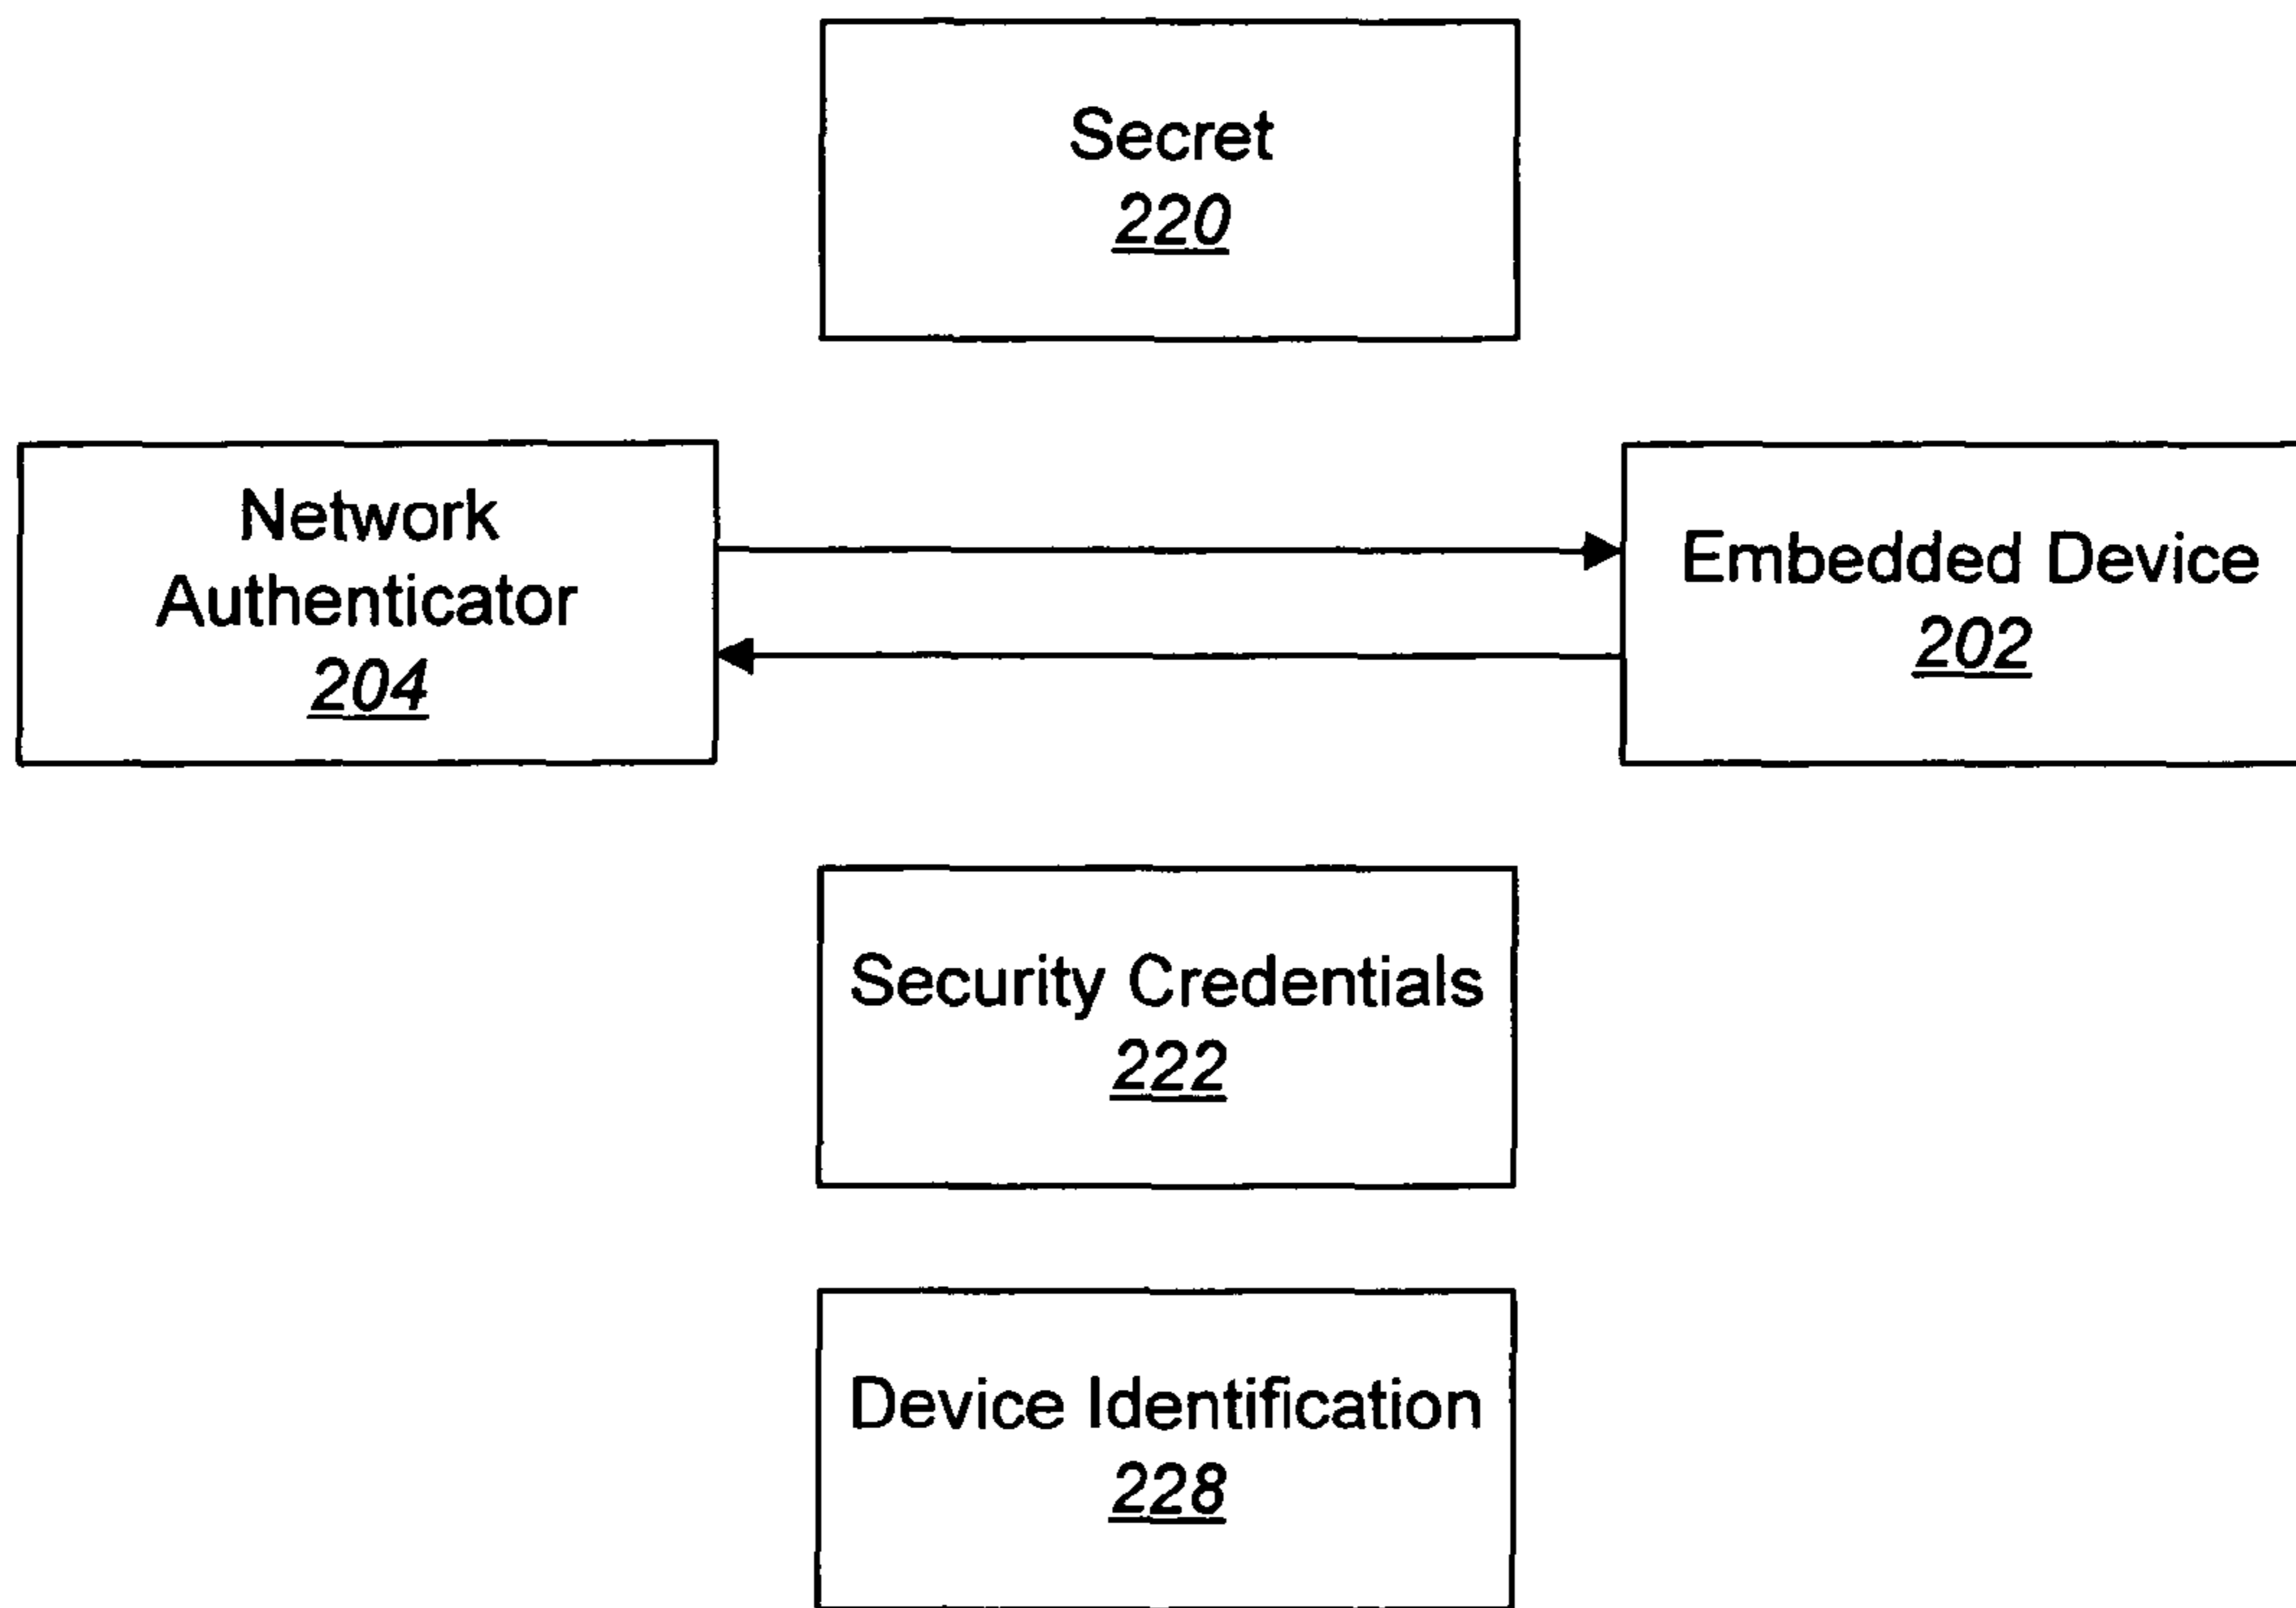 Secret
220
Network
Authenticator
204
Embedded Device
202
Security Credentials
222
Device Identification
228